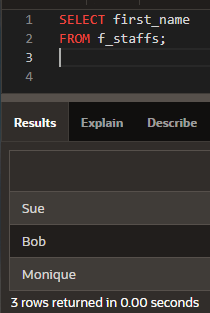 1 SELECT first_name
2 FROM f_staffs;
3
4
Results Explain Describe
Sue
Bob
Monique
3 rows returned in 0.00 seconds